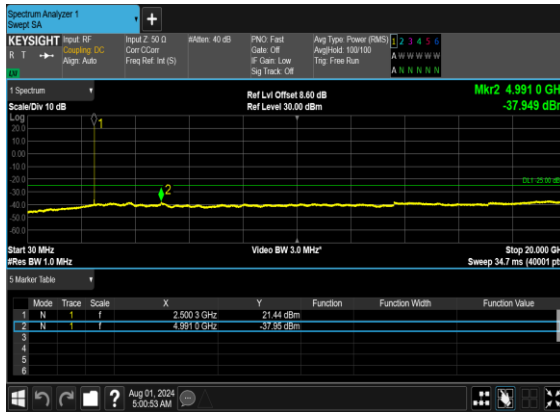 Spectrum Analyzer 1
Swept SA
+
KEYSIGHT Input: RF Input Z: 50 Ω #Atten: 40 dB PNO: Fast Avg Type: Power (RMS) 1 2 3 4 5 6
R T Coupling: DC Corr CCorr Gate: Off Avg|Hold: 100/100 A W W W W W
Align: Auto Freq Ref: Int (S) IF Gain: Low Trig: Free Run
LXI Sig Track: Off A N N N N N
1 Spectrum Ref Lvl Offset 8.60 dB Mkr2 4.991 0 GH
Scale/Div 10 dB Ref Level 30.00 dBm -37.949 dB
Log
20.0 1
10.0
0.00
-10.0
-20.0 DL1 -25.00 dB
-30.0 2
-40.0
-50.0
-60.0
Start 30 MHz Video BW 3.0 MHz* Stop 20.000 GH
#Res BW 1.0 MHz Sweep 34.7 ms (40001 pt
5 Marker Table
Mode Trace Scale X Y Function Function Width Function Value
1 N 1 f 2.500 3 GHz 21.44 dBm
2 N 1 f 4.991 0 GHz -37.95 dBm
3
4
5
6
? Aug 01, 2024
5:00:53 AM